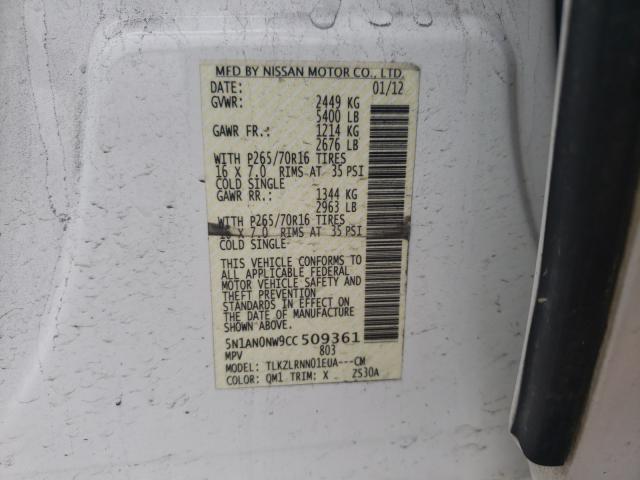 MFD BY NISSAN MOTOR CO., LTD.
DATE: 01/12
GVWR: 2449 KG
5400 LB
GAWR FR.: 1214 KG
2676 LB
WITH P265/70R16 TIRES
16 X 7.0 RIMS AT 35 PSI
COLD SINGLE
GAWR RR.: 1344 KG
2963 LB
WITH P265/70R16 TIRES
16 X 7.0 RIMS AT 35 PSI
COLD SINGLE
THIS VEHICLE CONFORMS TO
ALL APPLICABLE FEDERAL
MOTOR VEHICLE SAFETY AND
THEFT PREVENTION
STANDARDS IN EFFECT ON
THE DATE OF MANUFACTURE
SHOWN ABOVE.
5N1AN0NW9CC 509361
MPV 803
MODEL: TLKZLRNN01EUA---CM
COLOR: QM1 TRIM: X ZS30A